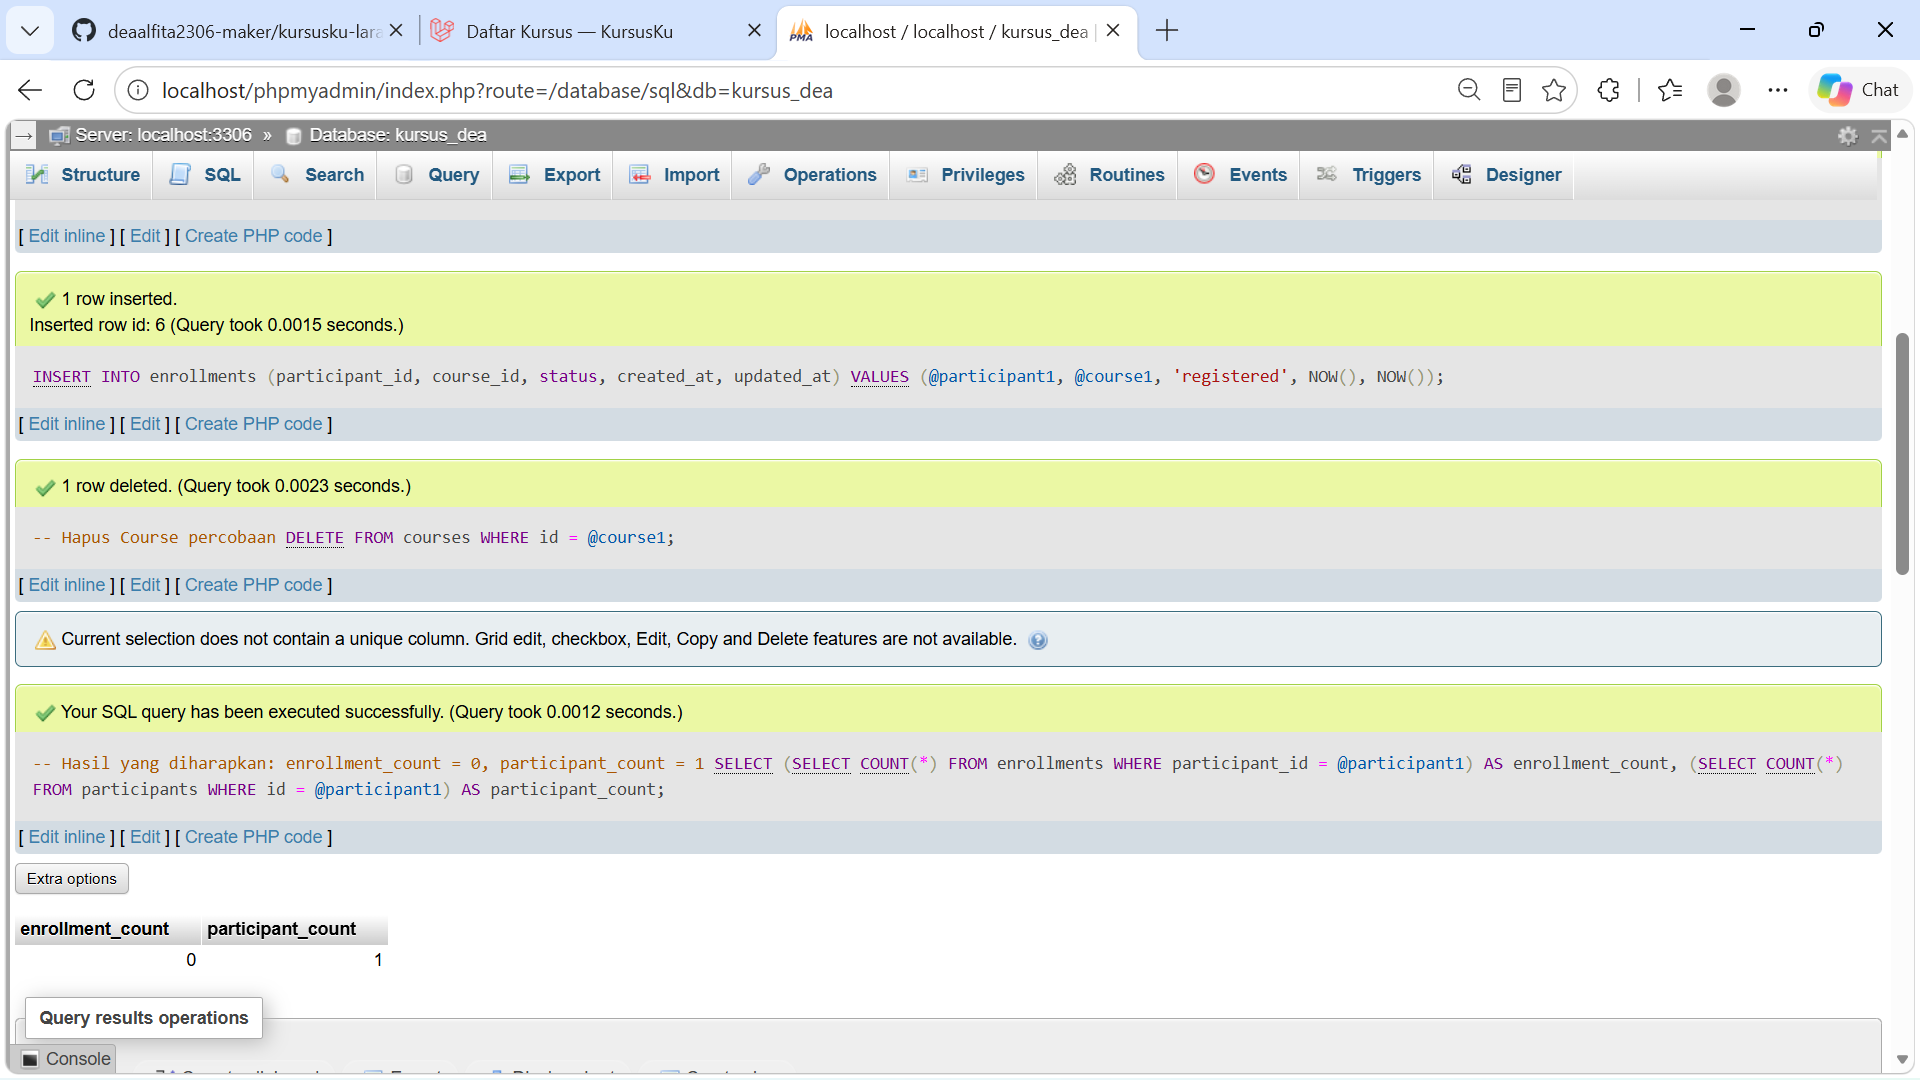 deaalfita2306-maker/kursusku-lara
Daftar Kursus — KursusKu
localhost / localhost / kursus_dea |
localhost/phpmyadmin/index.php?route=/database/sql&db=kursus_dea
Chat
Server: localhost:3306 » Database: kursus_dea
Structure SQL Search Query Export Import Operations Privileges Routines Events Triggers Designer
[ Edit inline ] [ Edit ] [ Create PHP code ]
1 row inserted.
Inserted row id: 6 (Query took 0.0015 seconds.)
INSERT INTO enrollments (participant_id, course_id, status, created_at, updated_at) VALUES (@participant1, @course1, 'registered', NOW(), NOW());
[ Edit inline ] [ Edit ] [ Create PHP code ]
1 row deleted. (Query took 0.0023 seconds.)
-- Hapus Course percobaan DELETE FROM courses WHERE id = @course1;
[ Edit inline ] [ Edit ] [ Create PHP code ]
Current selection does not contain a unique column. Grid edit, checkbox, Edit, Copy and Delete features are not available.
Your SQL query has been executed successfully. (Query took 0.0012 seconds.)
-- Hasil yang diharapkan: enrollment_count = 0, participant_count = 1 SELECT (SELECT COUNT(*) FROM enrollments WHERE participant_id = @participant1) AS enrollment_count, (SELECT COUNT(*)
FROM participants WHERE id = @participant1) AS participant_count;
[ Edit inline ] [ Edit ] [ Create PHP code ]
Extra options
enrollment_count participant_count
0 1
Query results operations
Console